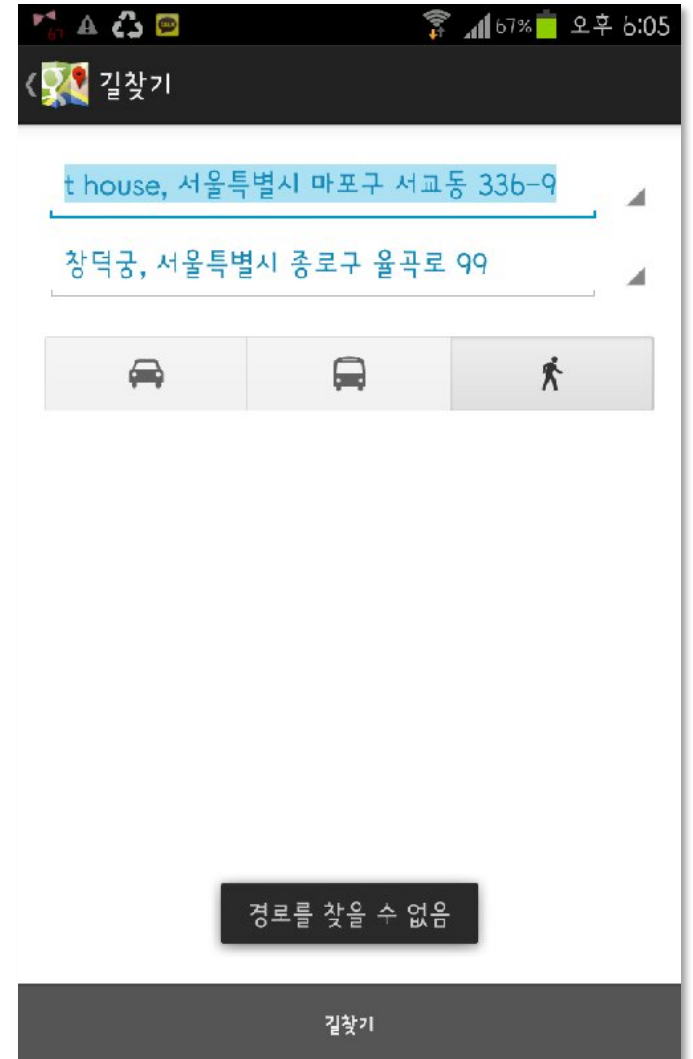 67% 오후 6:05
길찾기
t house, 서울특별시 마포구 서교동 336-9
창덕궁, 서울특별시 종로구 율곡로 99
경로를 찾을 수 없음
길찾기